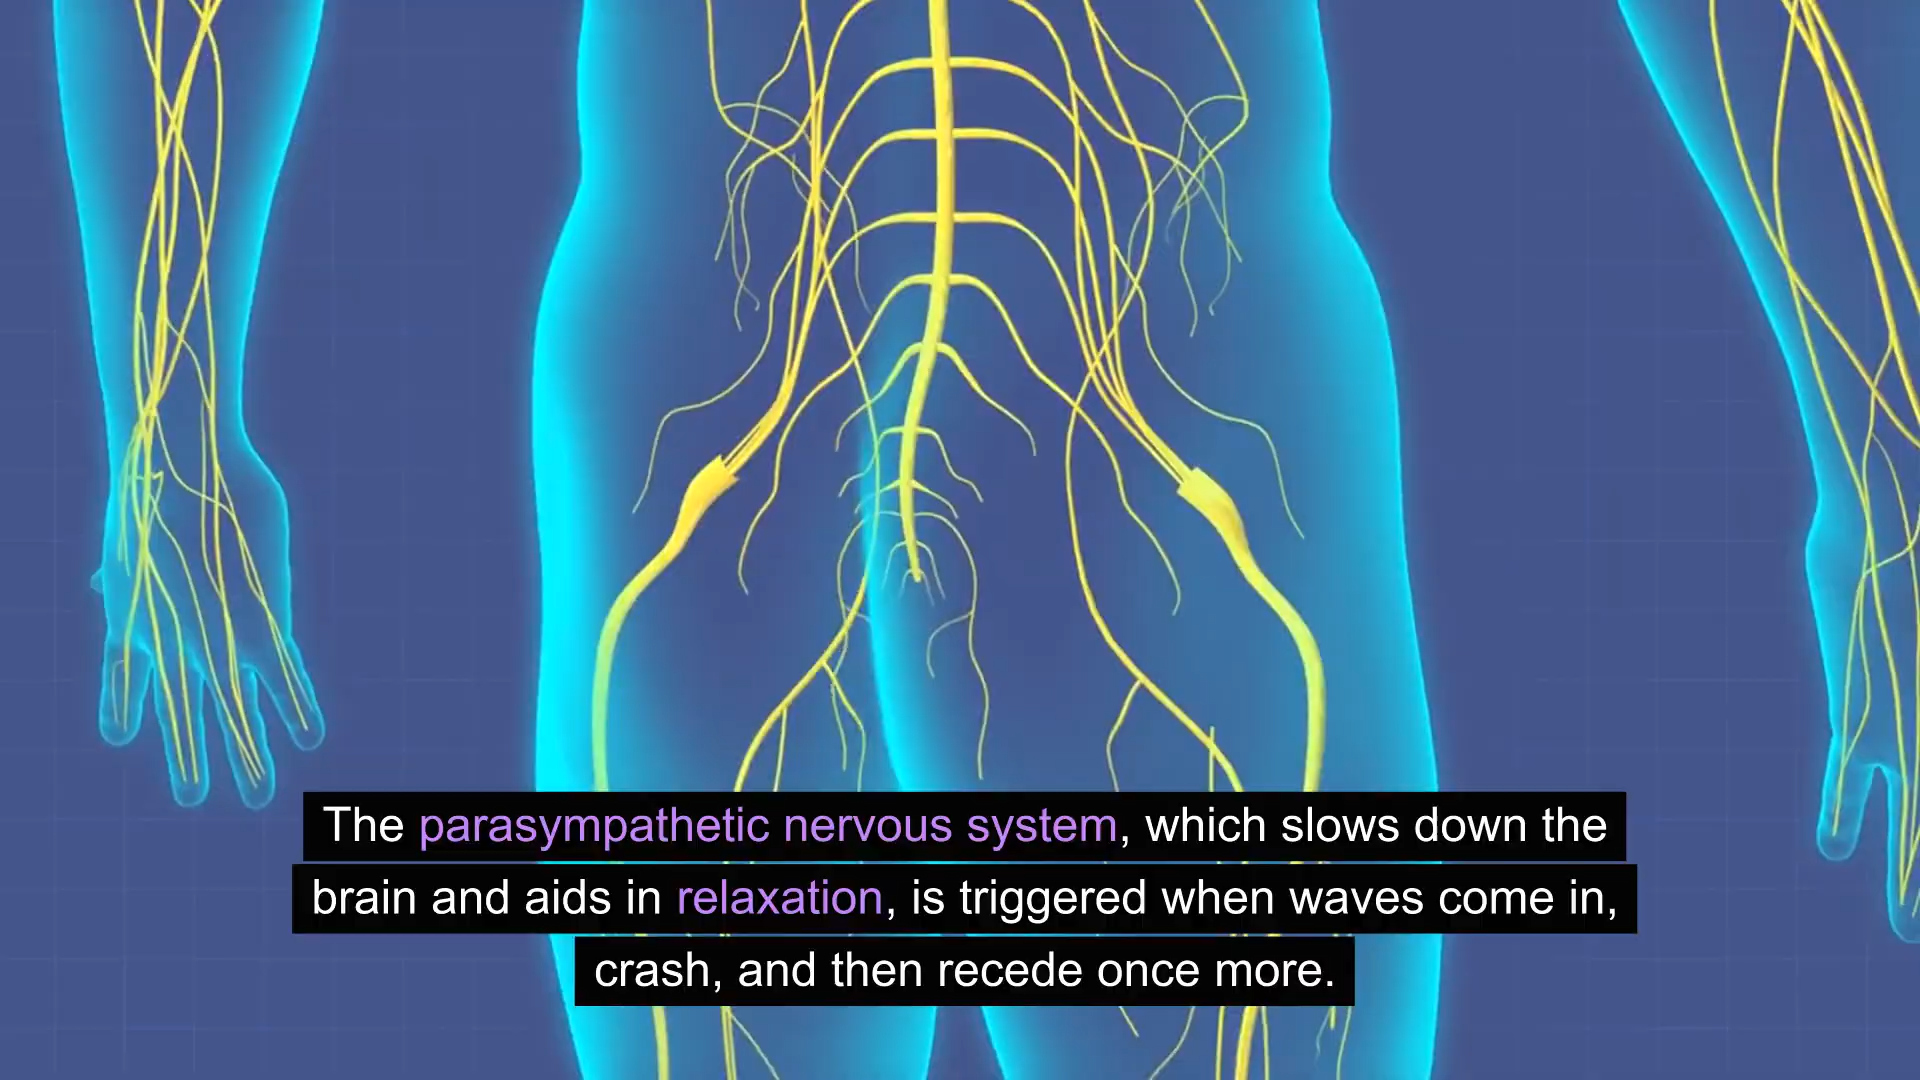 The parasympathetic nervous system, which slows down the
brain and aids in relaxation, is triggered when waves come in,
crash, and then recede once more.